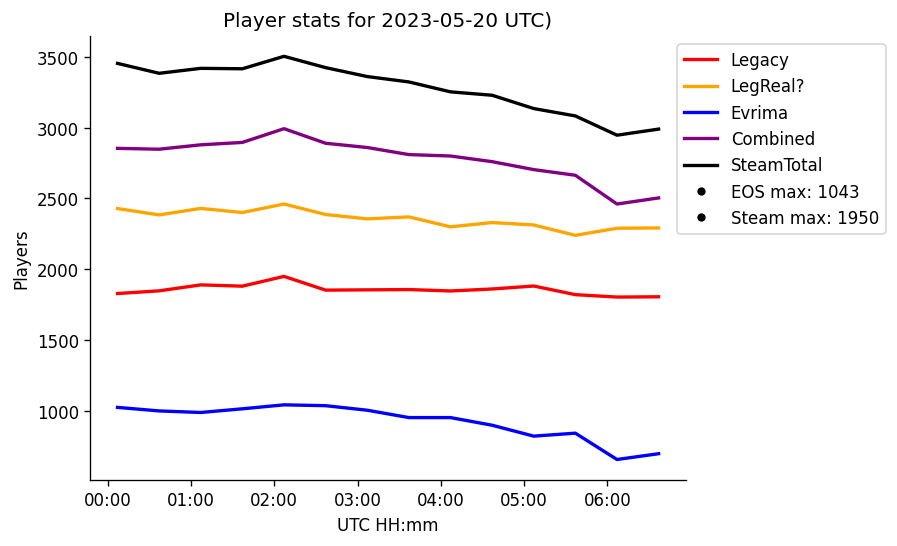 Player stats for 2023-05-20 UTC)
3500
3000
2500
2000
1500
1000
Players
00:00 01:00 02:00 03:00 04:00 05:00 06:00
UTC HH:mm
Legacy
LegReal?
Evrima
Combined
SteamTotal
EOS max: 1043
Steam max: 1950